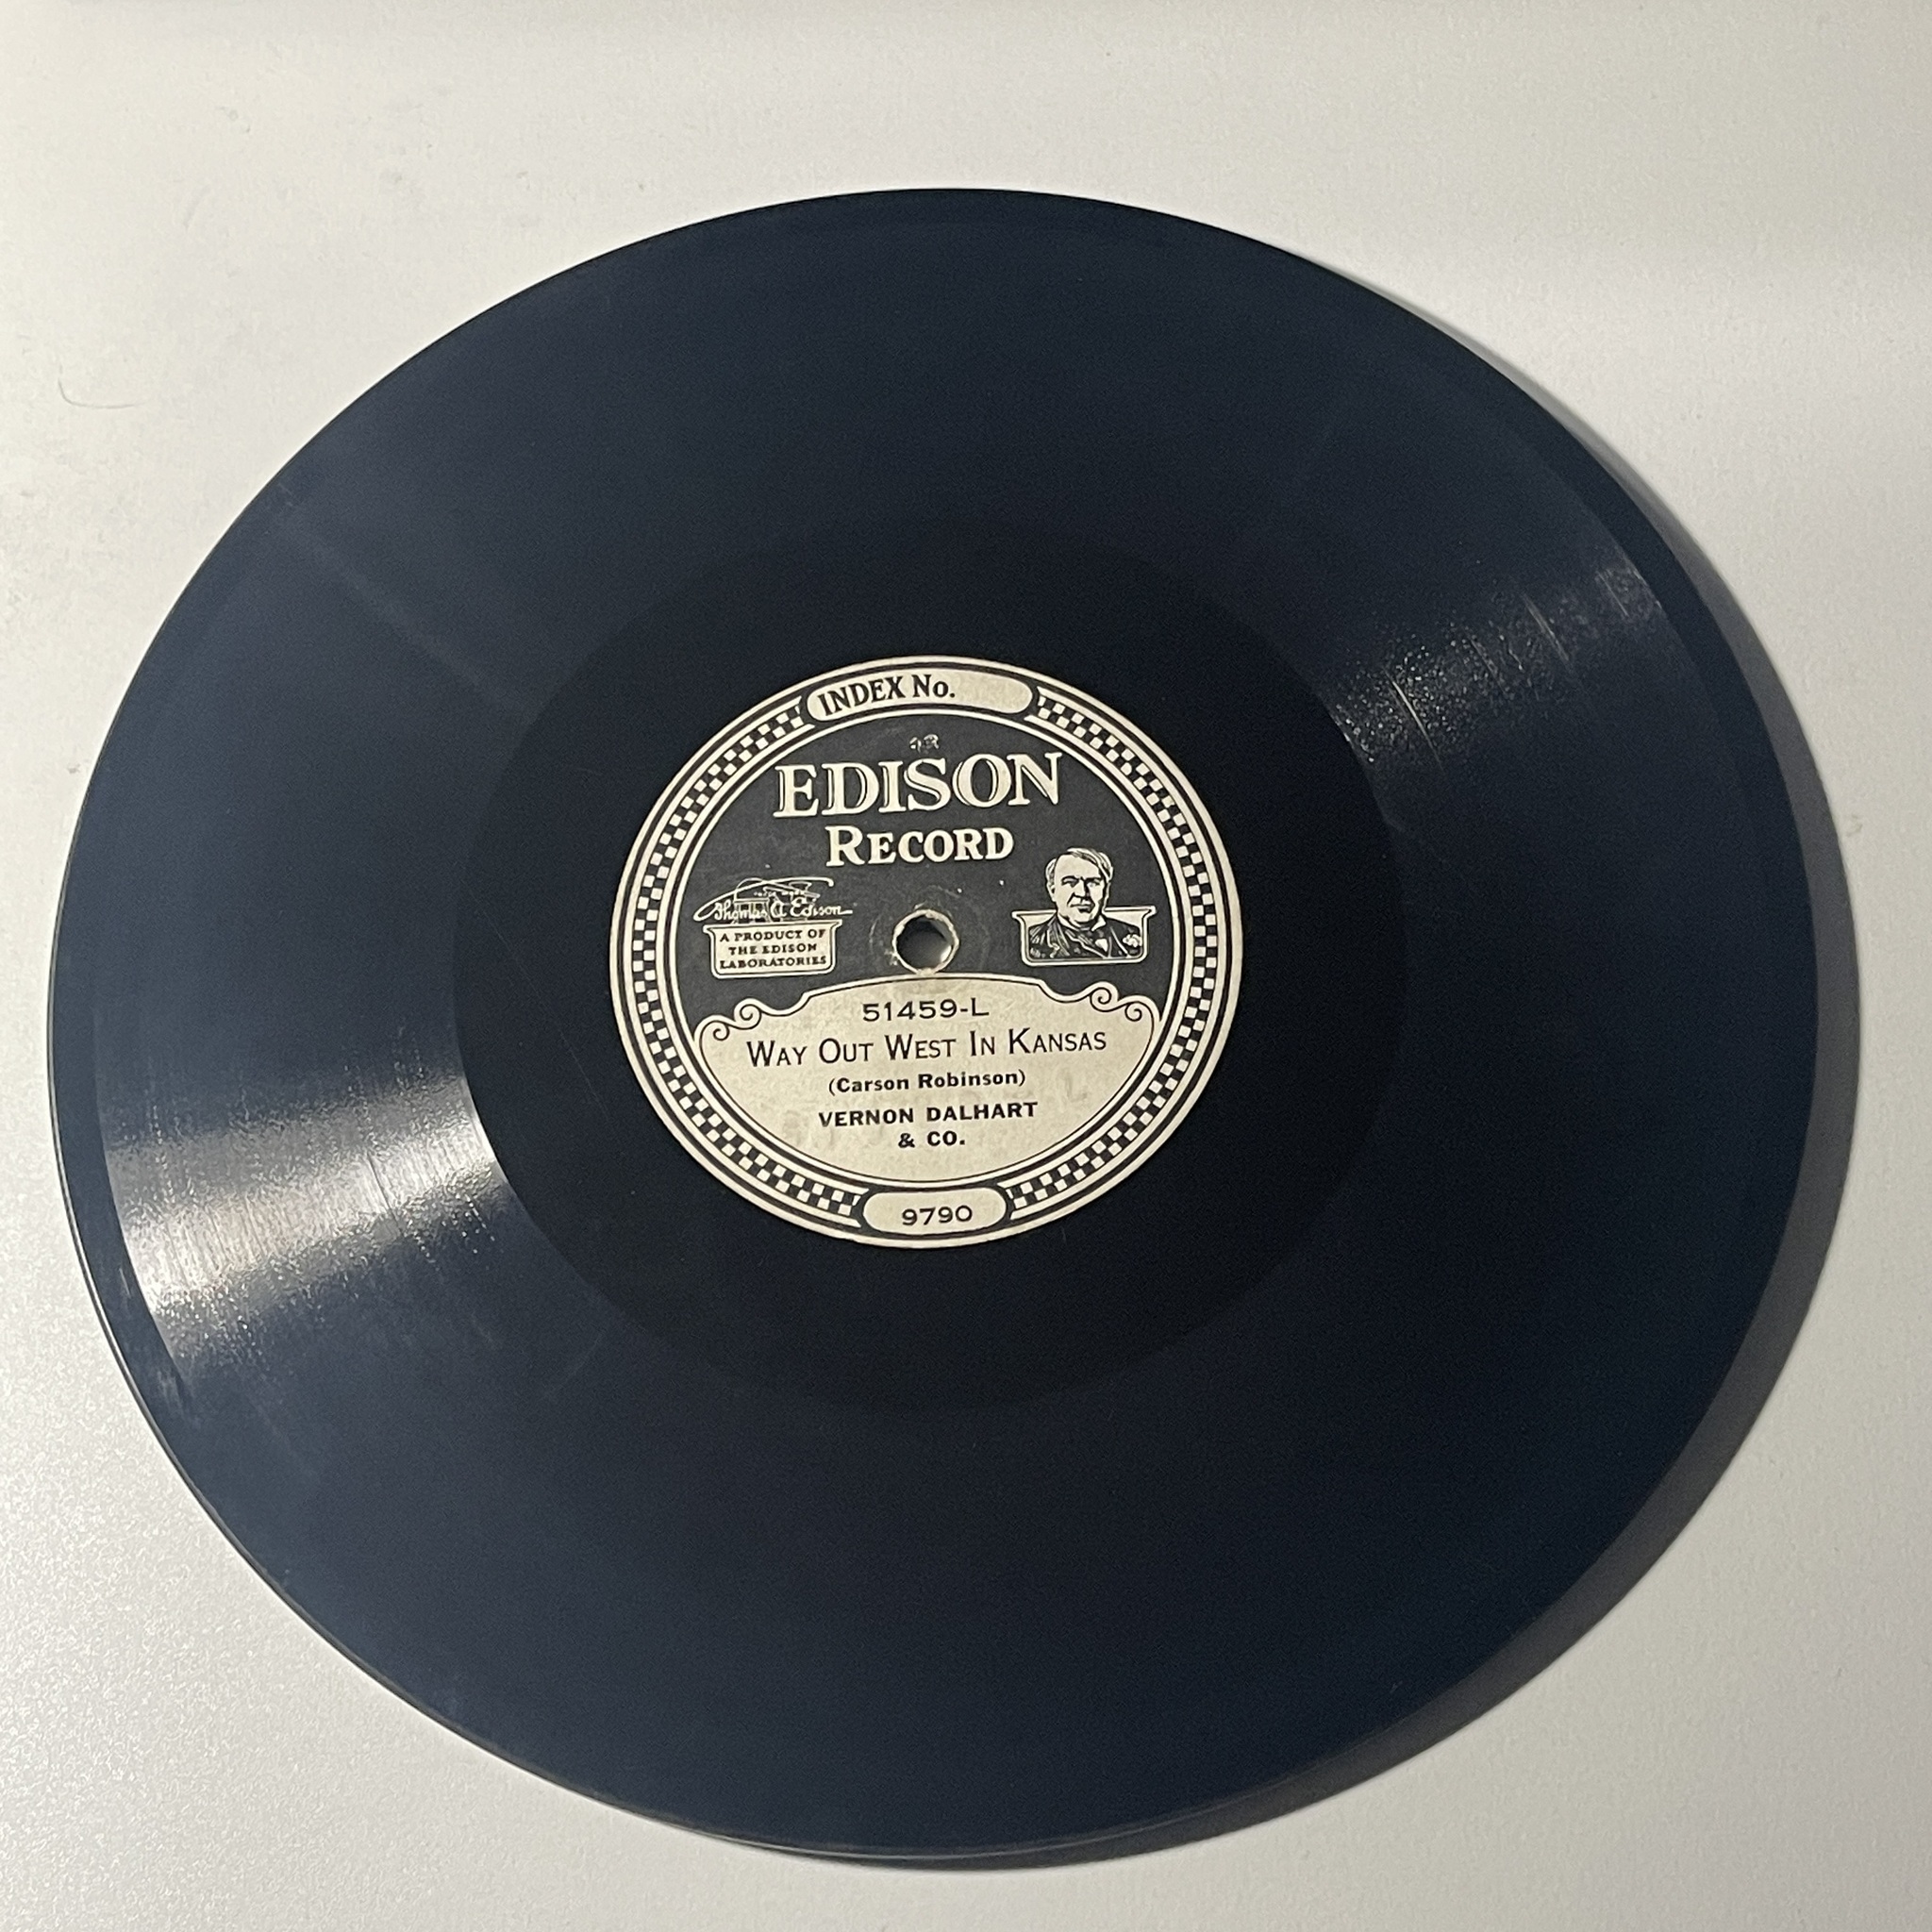 INDEX No.
EDISON
RECORD
Thomas A Edison
A PRODUCT OF
THE EDISON
LABORATORIES
51459-L
WAY OUT WEST IN KANSAS
(Carson Robinson)
VERNON DALHART
& CO.
9790